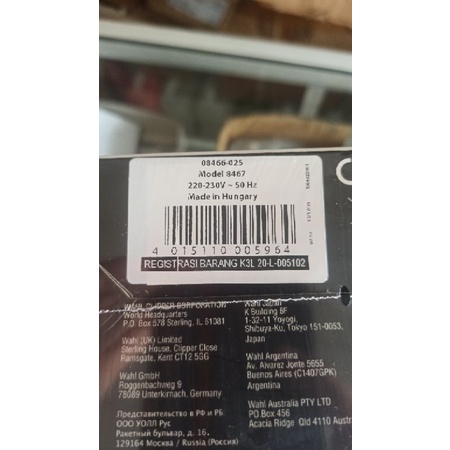 08466-025
Model 8467
220-230V ~ 50 Hz
Made in Hungary
4 015110 005964
REGISTRASI BARANG K3L 20-L-005102
WAHL CLIPPER CORPORATION
World Headquarters
P.O. Box 578 Sterling, IL 61081
Wahl (UK) Limited
Sterling House, Clipper Close
Ramsgate, Kent CT12 5GG
Wahl GmbH
Roggenbachweg 9
78089 Unterkirnach, Germany
Представительство в РФ и РБ
ООО УОЛЛ Рус
Ракетный бульвар, д. 16.
129164 Москва / Russia (Россия)
Wahl Japan
K Building 6F
1-32-11 Yoyogi,
Shibuya-Ku, Tokyo 151-0053,
Japan
Wahl Argentina
Av. Alvarez Jonte 5655
Buenos Aires (C1407GPK)
Argentina
Wahl Australia PTY LTD
PO Box 456
Acacia Ridge Qld 4110 Austr